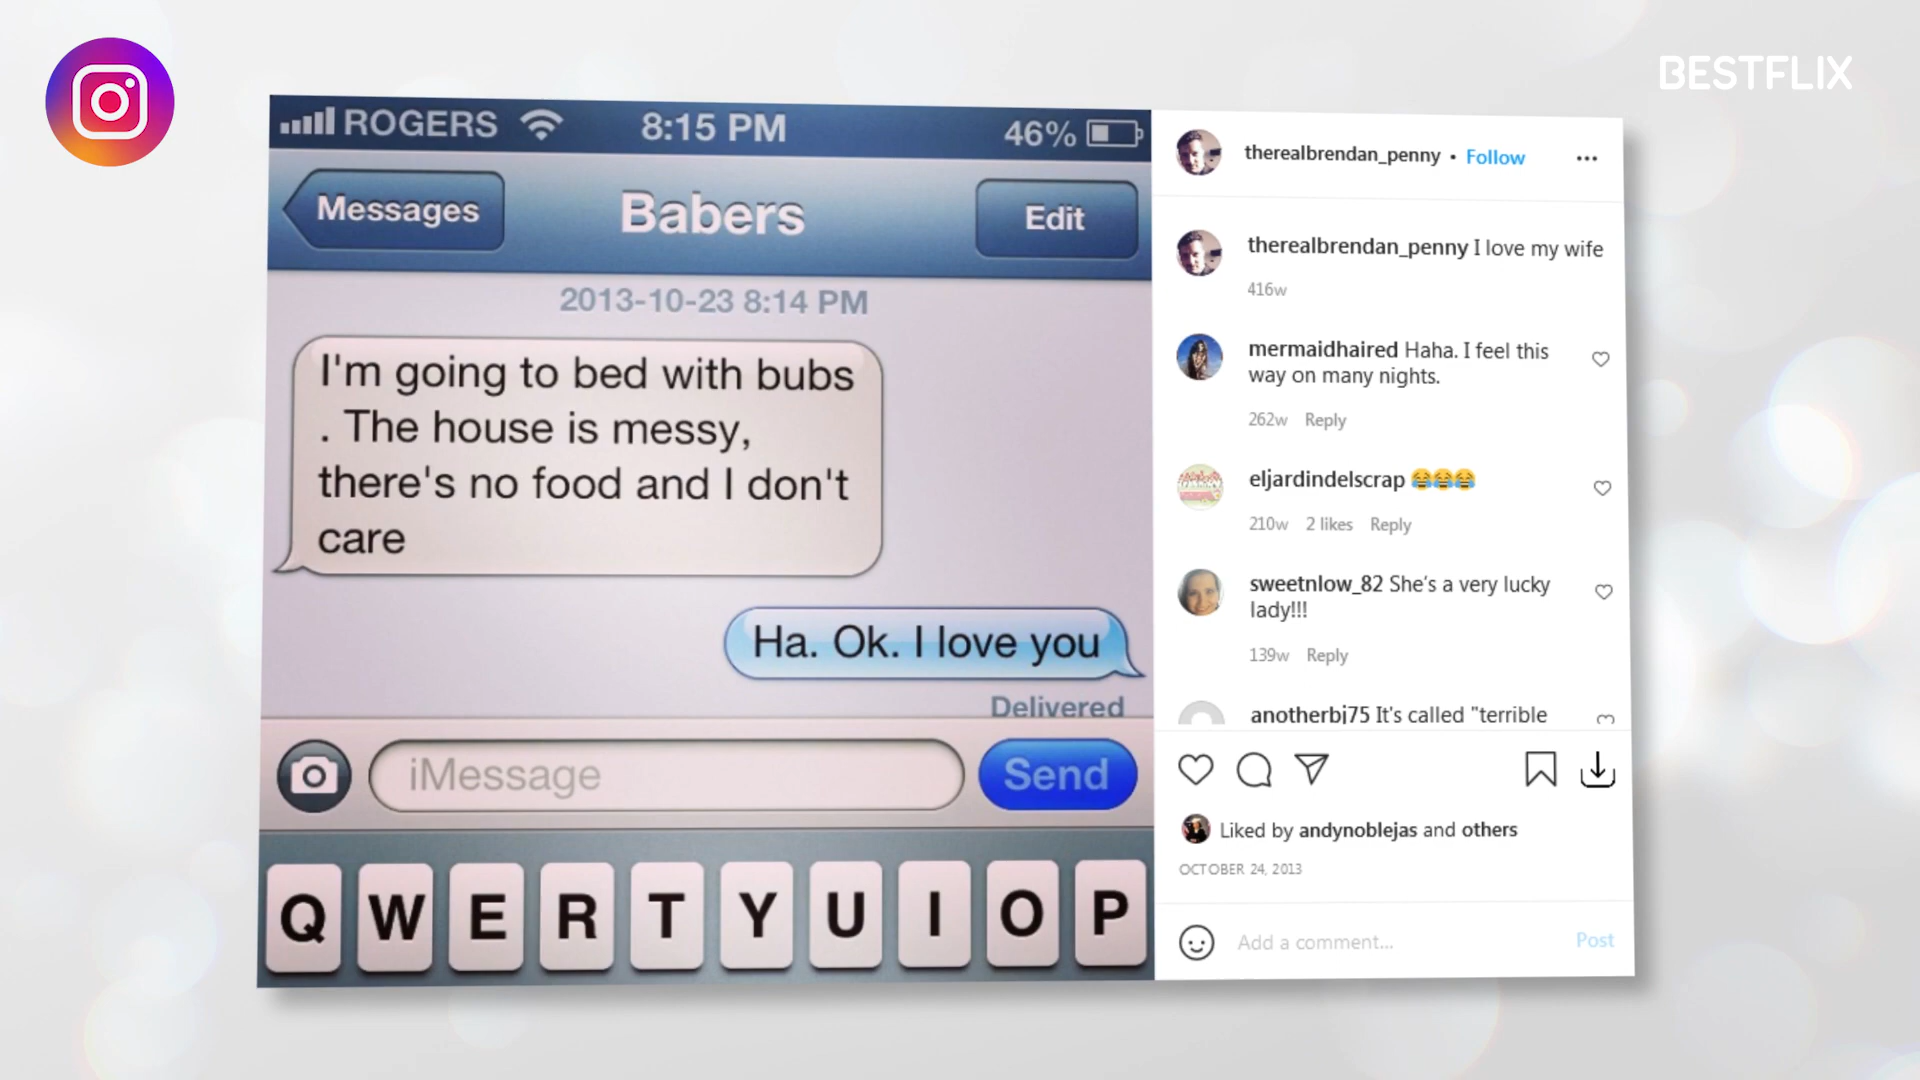 BESTFLIX
ROGERS 8:15 PM 46%
Messages Babers Edit
2013-10-23 8:14 PM
I'm going to bed with bubs
. The house is messy,
there's no food and I don't
care
Ha. Ok. I love you
Delivered
iMessage Send
Q W E R T Y U I O P
therealbrendan_penny • Follow
therealbrendan_penny I love my wife
416w
mermaidhaired Haha. I feel this
way on many nights.
262w Reply
eljardindelscrap 😂😂😂
210w 2 likes Reply
sweetnlow_82 She's a very lucky
lady!!!
139w Reply
anotherbj75 It's called "terrible
Liked by andynoblejas and others
OCTOBER 24, 2013
Add a comment... Post